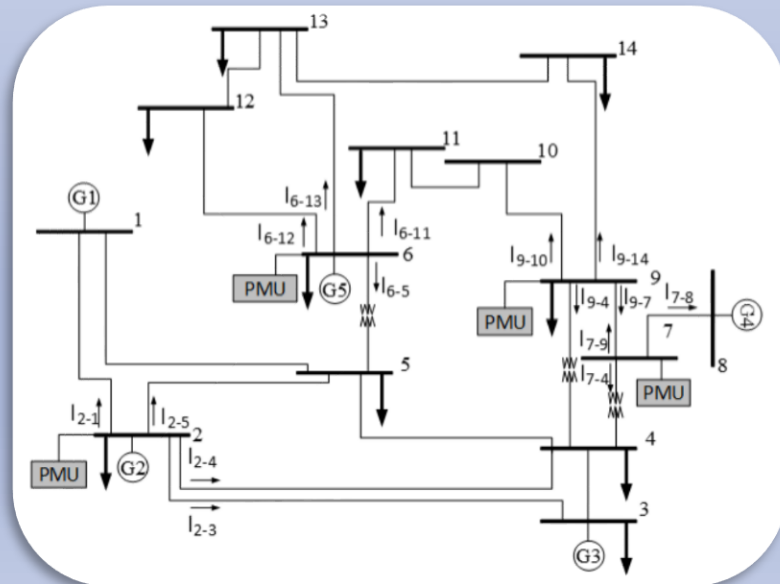 13
14
12
11
10
G1
1
I6-13
I6-12
I6-11
6
PMU
G5
I6-5
I9-10
I9-14
9
PMU
I9-4
I9-7
I7-8
G4
7
8
I7-9
I7-4
PMU
5
I2-1
I2-5
2
PMU
G2
I2-4
4
I2-3
3
G3